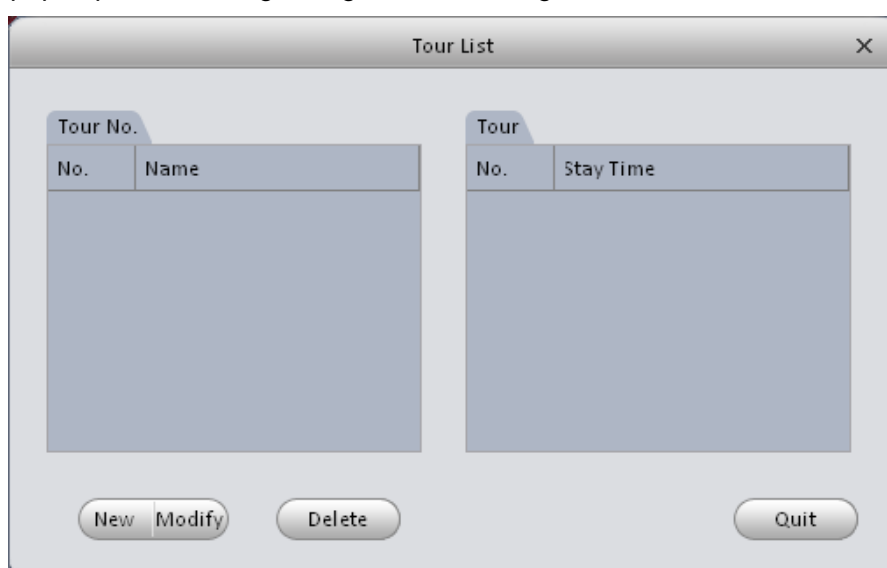 Tour List
Tour No.
No. Name
Tour
No. Stay Time
New Modify Delete Quit